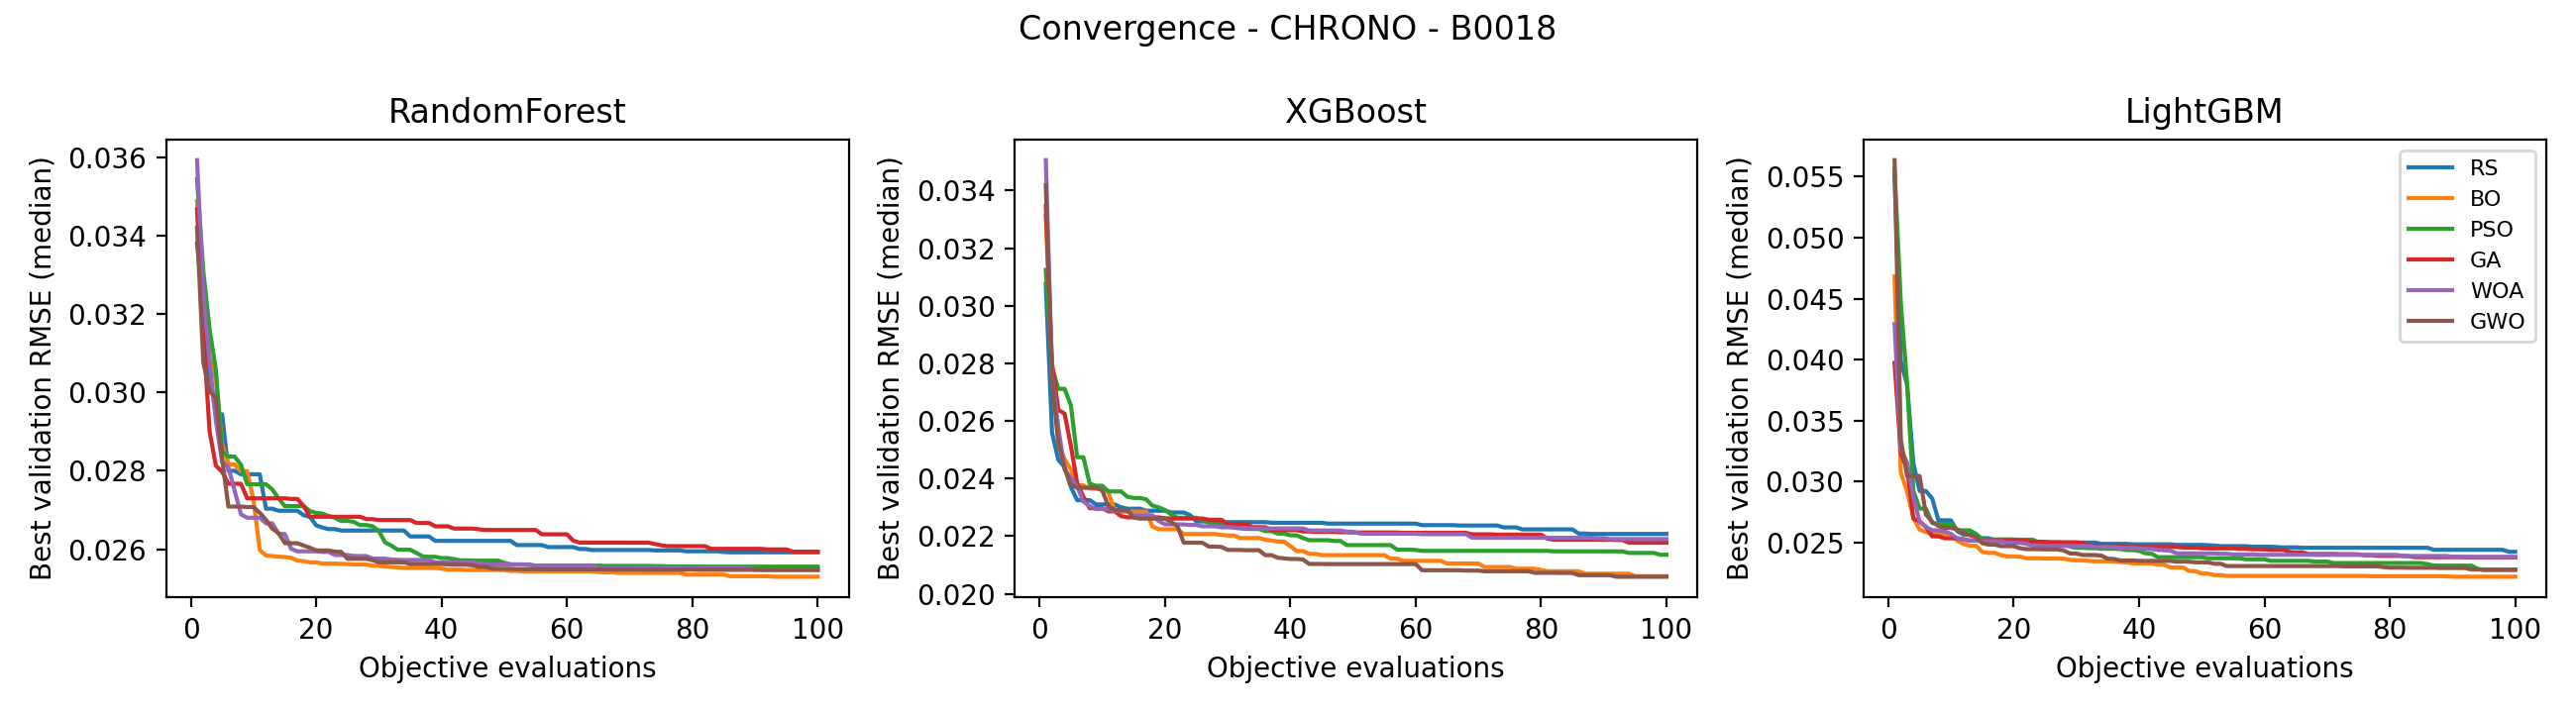 Convergence - CHRONO - B0018
RandomForest
Best validation RMSE (median)
0.036
0.034
0.032
0.030
0.028
0.026
0
20
40
60
80
100
Objective evaluations
XGBoost
Best validation RMSE (median)
0.034
0.032
0.030
0.028
0.026
0.024
0.022
0.020
0
20
40
60
80
100
Objective evaluations
LightGBM
Best validation RMSE (median)
0.055
0.050
0.045
0.040
0.035
0.030
0.025
0
20
40
60
80
100
Objective evaluations
RS
BO
PSO
GA
WOA
GWO